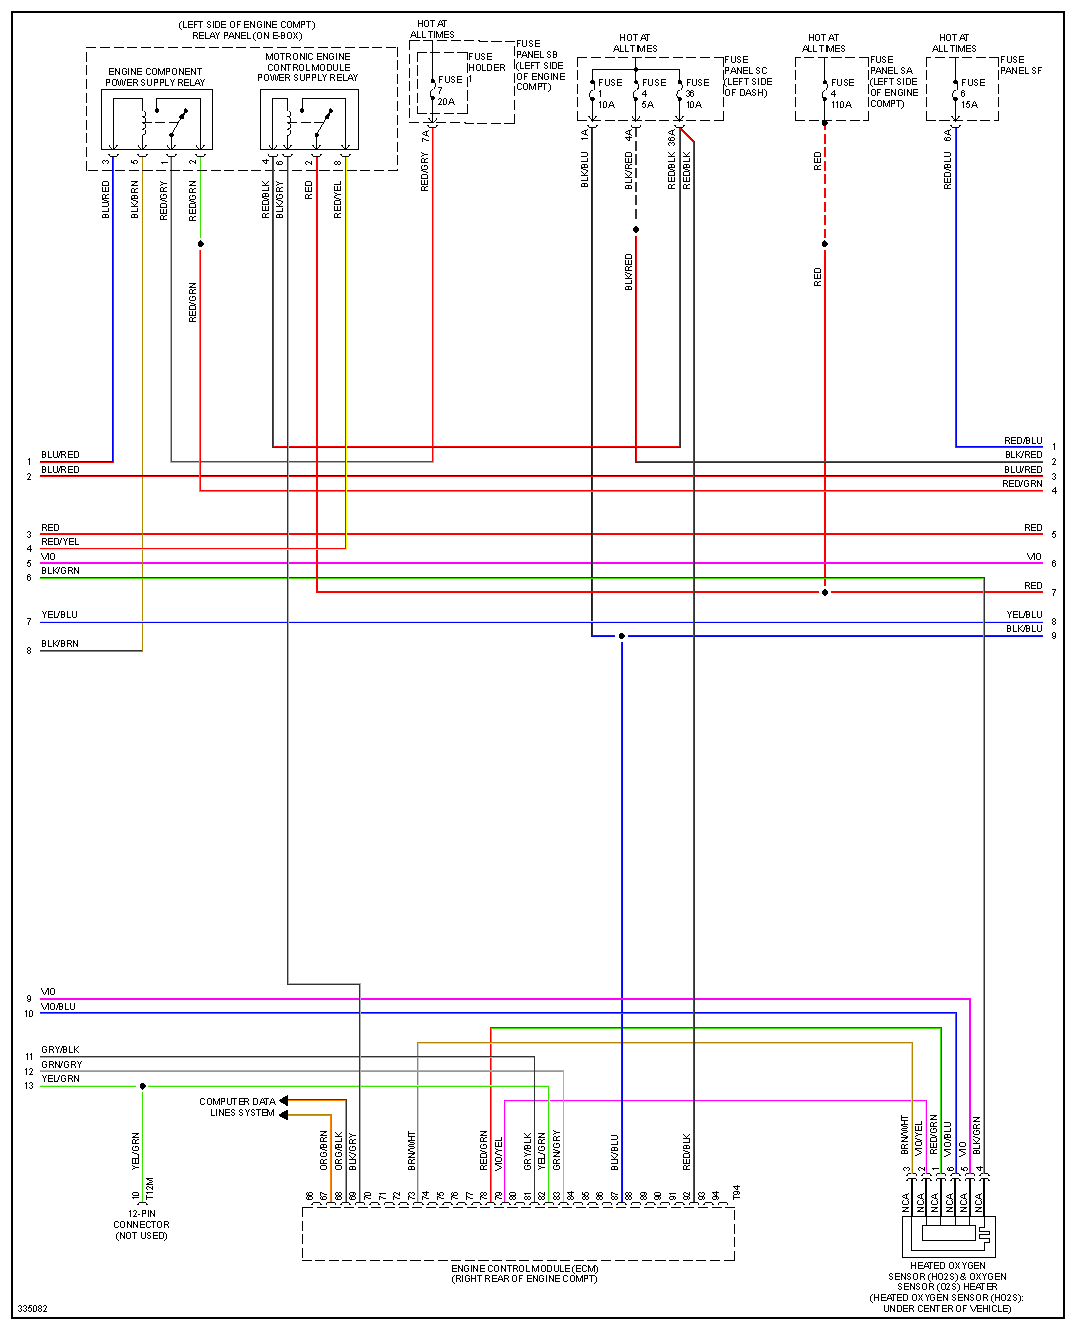 (LEFT SIDE OF ENGINE COMPT)
RELAY PANEL (ON E-BOX)
ENGINE COMPONENT
POWER SUPPLY RELAY
MOTRONIC ENGINE
CONTROL MODULE
POWER SUPPLY RELAY
HOT AT
ALL TIMES
FUSE
HOLDER
1
FUSE
7
20A
FUSE
PANEL SB
(LEFT SIDE
OF ENGINE
COMPT)
HOT AT
ALL TIMES
FUSE
1
10A
FUSE
4
5A
FUSE
36
10A
FUSE
PANEL SC
(LEFT SIDE
OF DASH)
HOT AT
ALL TIMES
FUSE
4
110A
FUSE
PANEL SA
(LEFT SIDE
OF ENGINE
COMPT)
HOT AT
ALL TIMES
FUSE
6
15A
FUSE
PANEL SF
3
5
1
2
4
6
2
8
7A
1A
4A
36A
6A
BLU/RED
BLK/BRN
RED/GRY
RED/GRN
RED/BLK
BLK/GRY
RED
RED/YEL
RED/GRY
BLK/BLU
BLK/RED
RED/BLK
RED/BLK
RED
RED/BLU
RED/GRN
BLK/RED
RED
1 BLU/RED
2 BLU/RED
3 RED
4 RED/YEL
5 VIO
6 BLK/GRN
7 YEL/BLU
8 BLK/BRN
RED/BLU 1
BLK/RED 2
BLU/RED 3
RED/GRN 4
RED 5
VIO 6
RED 7
YEL/BLU 8
BLK/BLU 9
9 VIO
10 VIO/BLU
11 GRY/BLK
12 GRN/GRY
13 YEL/GRN
COMPUTER DATA
LINES SYSTEM
YEL/GRN
10
T12M
12-PIN
CONNECTOR
(NOT USED)
ORG/BRN
ORG/BLK
BLK/GRY
BRN/WHT
RED/GRN
VIO/YEL
GRY/BLK
YEL/GRN
GRN/GRY
BLK/BLU
RED/BLK
66
67
68
69
70
71
72
73
74
75
76
77
78
79
80
81
82
83
84
85
86
87
88
89
90
91
92
93
94
T94
ENGINE CONTROL MODULE (ECM)
(RIGHT REAR OF ENGINE COMPT)
BRN/WHT
VIO/YEL
RED/GRN
VIO/BLU
VIO
BLK/GRN
3
2
1
6
5
4
NCA
NCA
NCA
NCA
NCA
NCA
HEATED OXYGEN
SENSOR (HO2S) & OXYGEN
SENSOR (O2S) HEATER
(HEATED OXYGEN SENSOR (HO2S):
UNDER CENTER OF VEHICLE)
335082